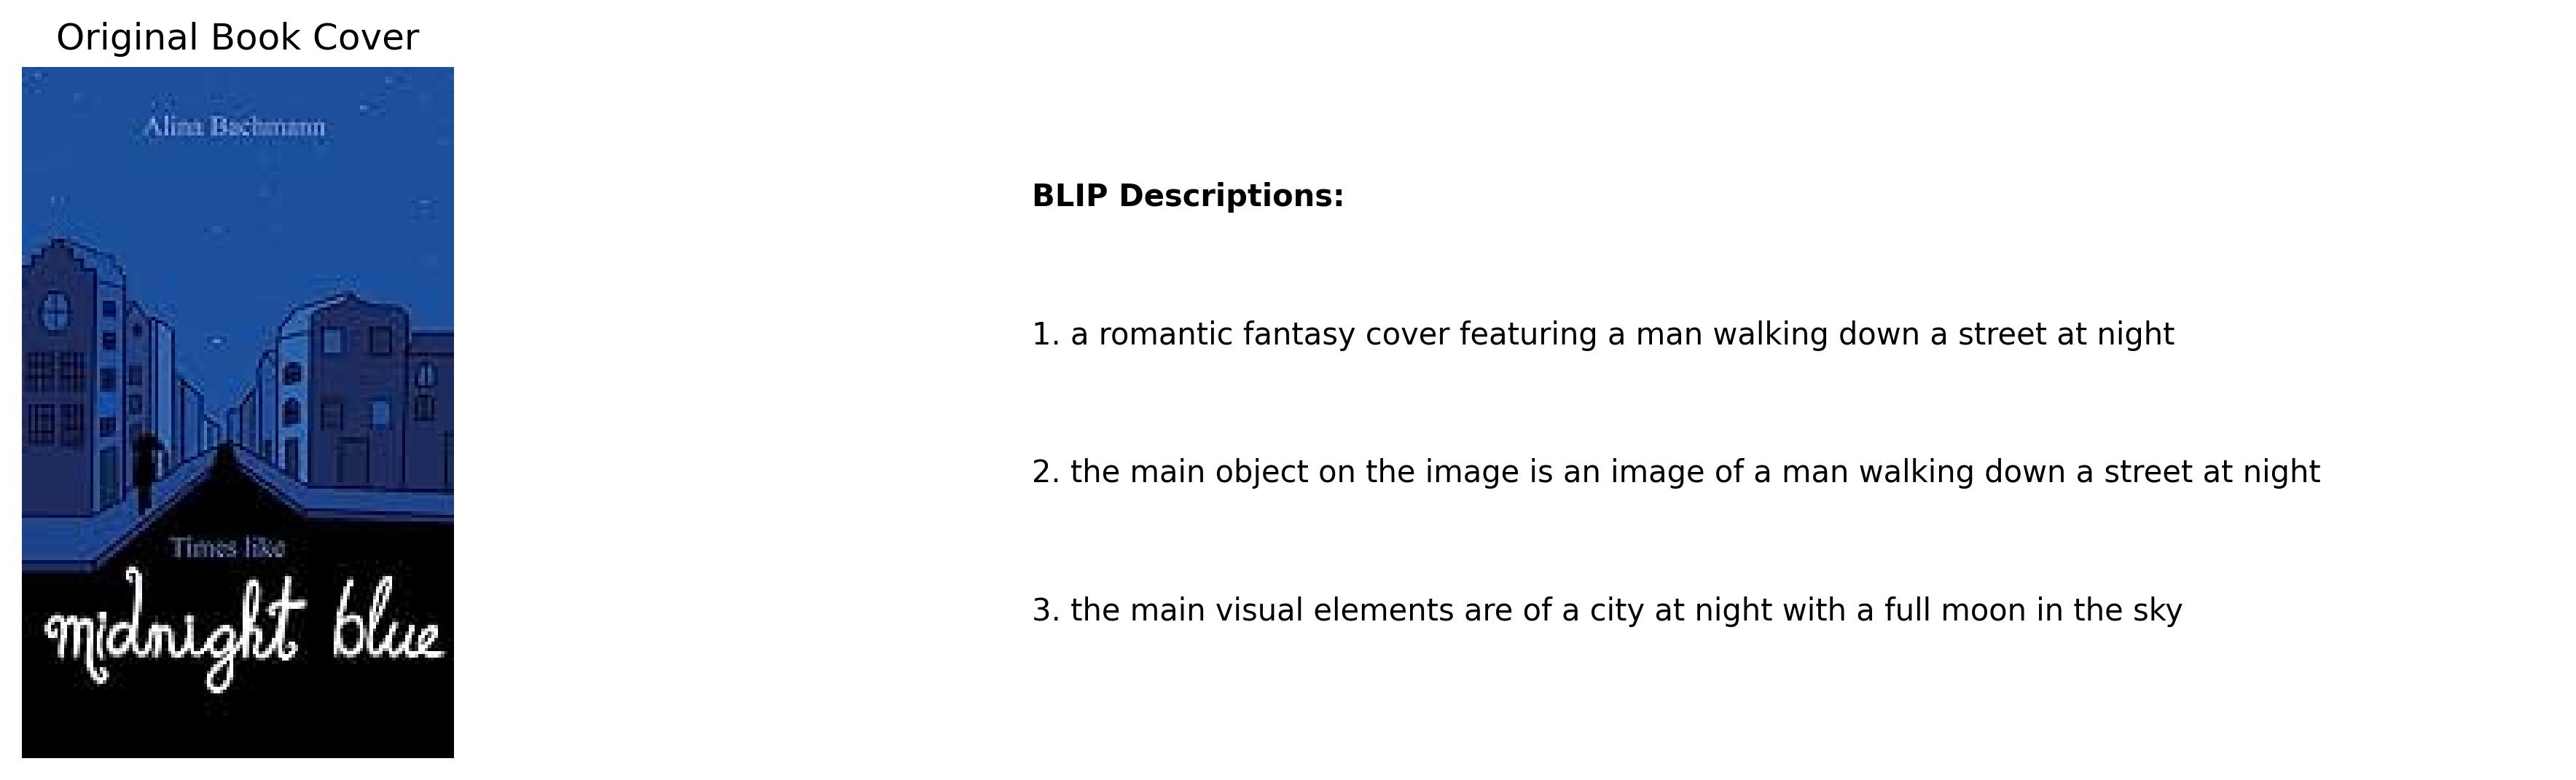 Original Book Cover
Alina Bachmann
Times like
midnight blue
BLIP Descriptions:
1. a romantic fantasy cover featuring a man walking down a street at night
2. the main object on the image is an image of a man walking down a street at night
3. the main visual elements are of a city at night with a full moon in the sky